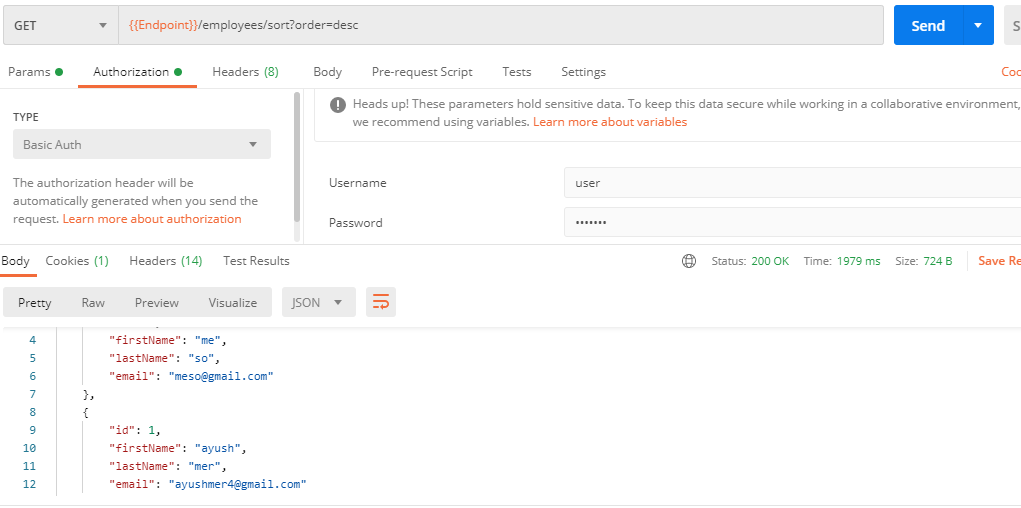 GET {{Endpoint}}/employees/sort?order=desc Send S
Params Authorization Headers (8) Body Pre-request Script Tests Settings Coo
TYPE
Basic Auth
The authorization header will be
automatically generated when you send the
request. Learn more about authorization
Heads up! These parameters hold sensitive data. To keep this data secure while working in a collaborative environment,
we recommend using variables. Learn more about variables
Username user
Password •••••••
Body Cookies (1) Headers (14) Test Results Status: 200 OK Time: 1979 ms Size: 724 B Save Re
Pretty Raw Preview Visualize JSON
4 "firstName": "me",
5 "lastName": "so",
6 "email": "meso@gmail.com"
7 },
8 {
9 "id": 1,
10 "firstName": "ayush",
11 "lastName": "mer",
12 "email": "ayushmer4@gmail.com"